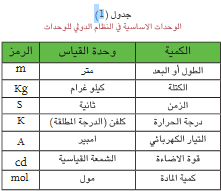 جدول (1)
الوحدات الاساسية في النظام الدولي للوحدات
الكمية وحدة القياس الرمز
الطول أو البعد متر m
الكتلة كيلو غرام Kg
الزمن ثانية S
درجة الحرارة كلفن (الدرجة المطلقة) K
التيار الكهربائي امبير A
قوة الاضاءة الشمعة القياسية cd
كمية المادة مول mol